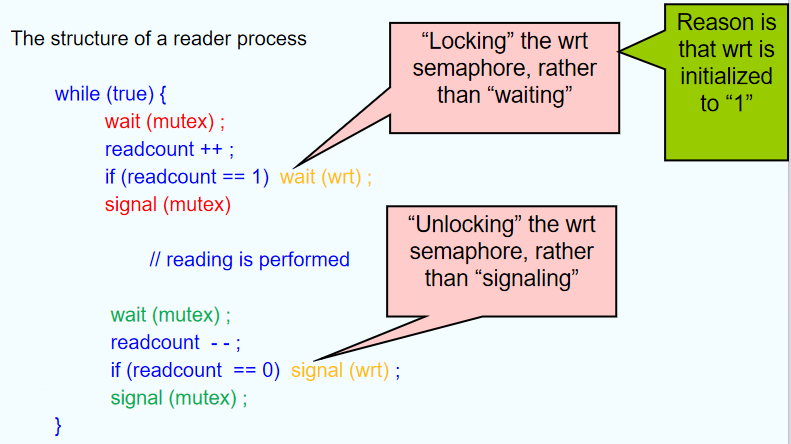 The structure of a reader process
while (true) {
wait (mutex) ;
readcount ++ ;
if (readcount == 1) wait (wrt) ;
signal (mutex)
// reading is performed
wait (mutex) ;
readcount - - ;
if (readcount == 0) signal (wrt) ;
signal (mutex) ;
}
“Locking” the wrt
semaphore, rather
than “waiting”
Reason is
that wrt is
initialized
to “1”
“Unlocking” the wrt
semaphore, rather
than “signaling”